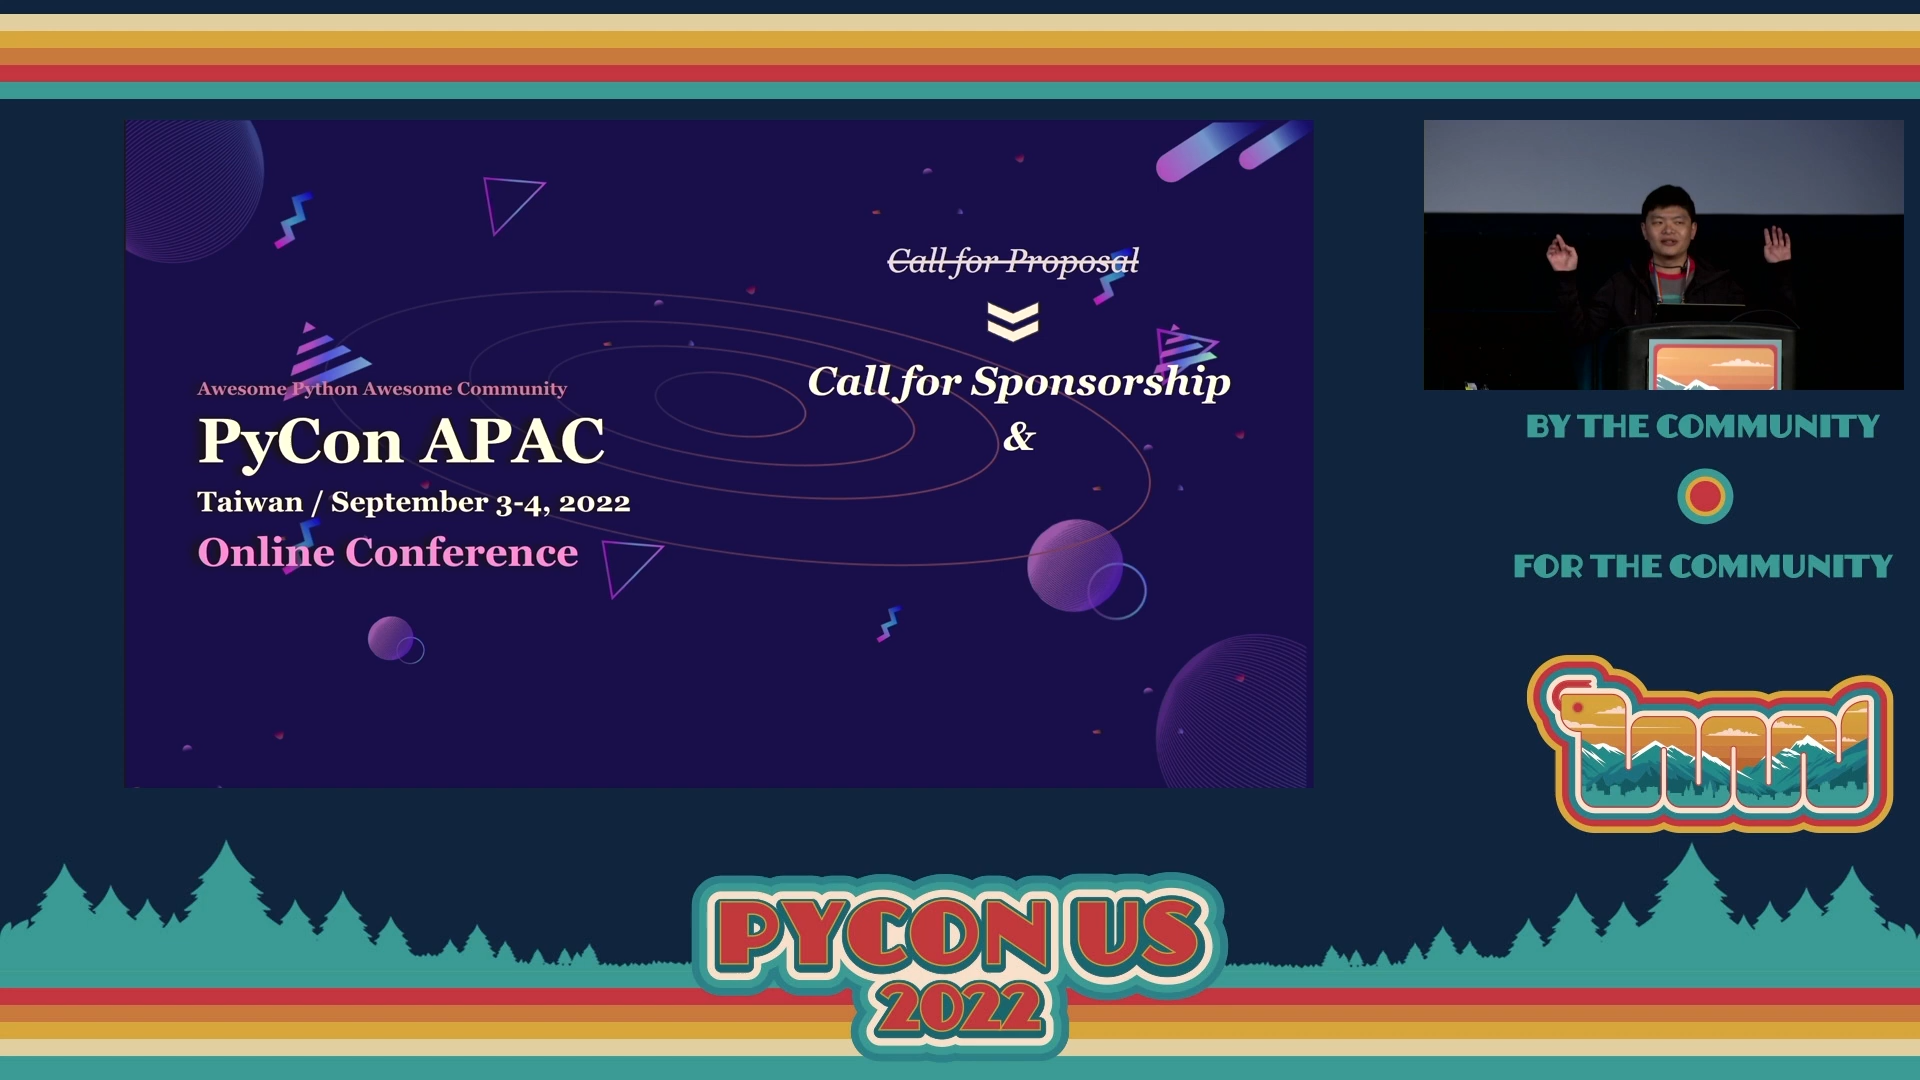 Awesome Python Awesome Community
PyCon APAC
Taiwan / September 3-4, 2022
Online Conference
Call for Proposal
Call for Sponsorship
&
BY THE COMMUNITY
FOR THE COMMUNITY
PYCON US
2022